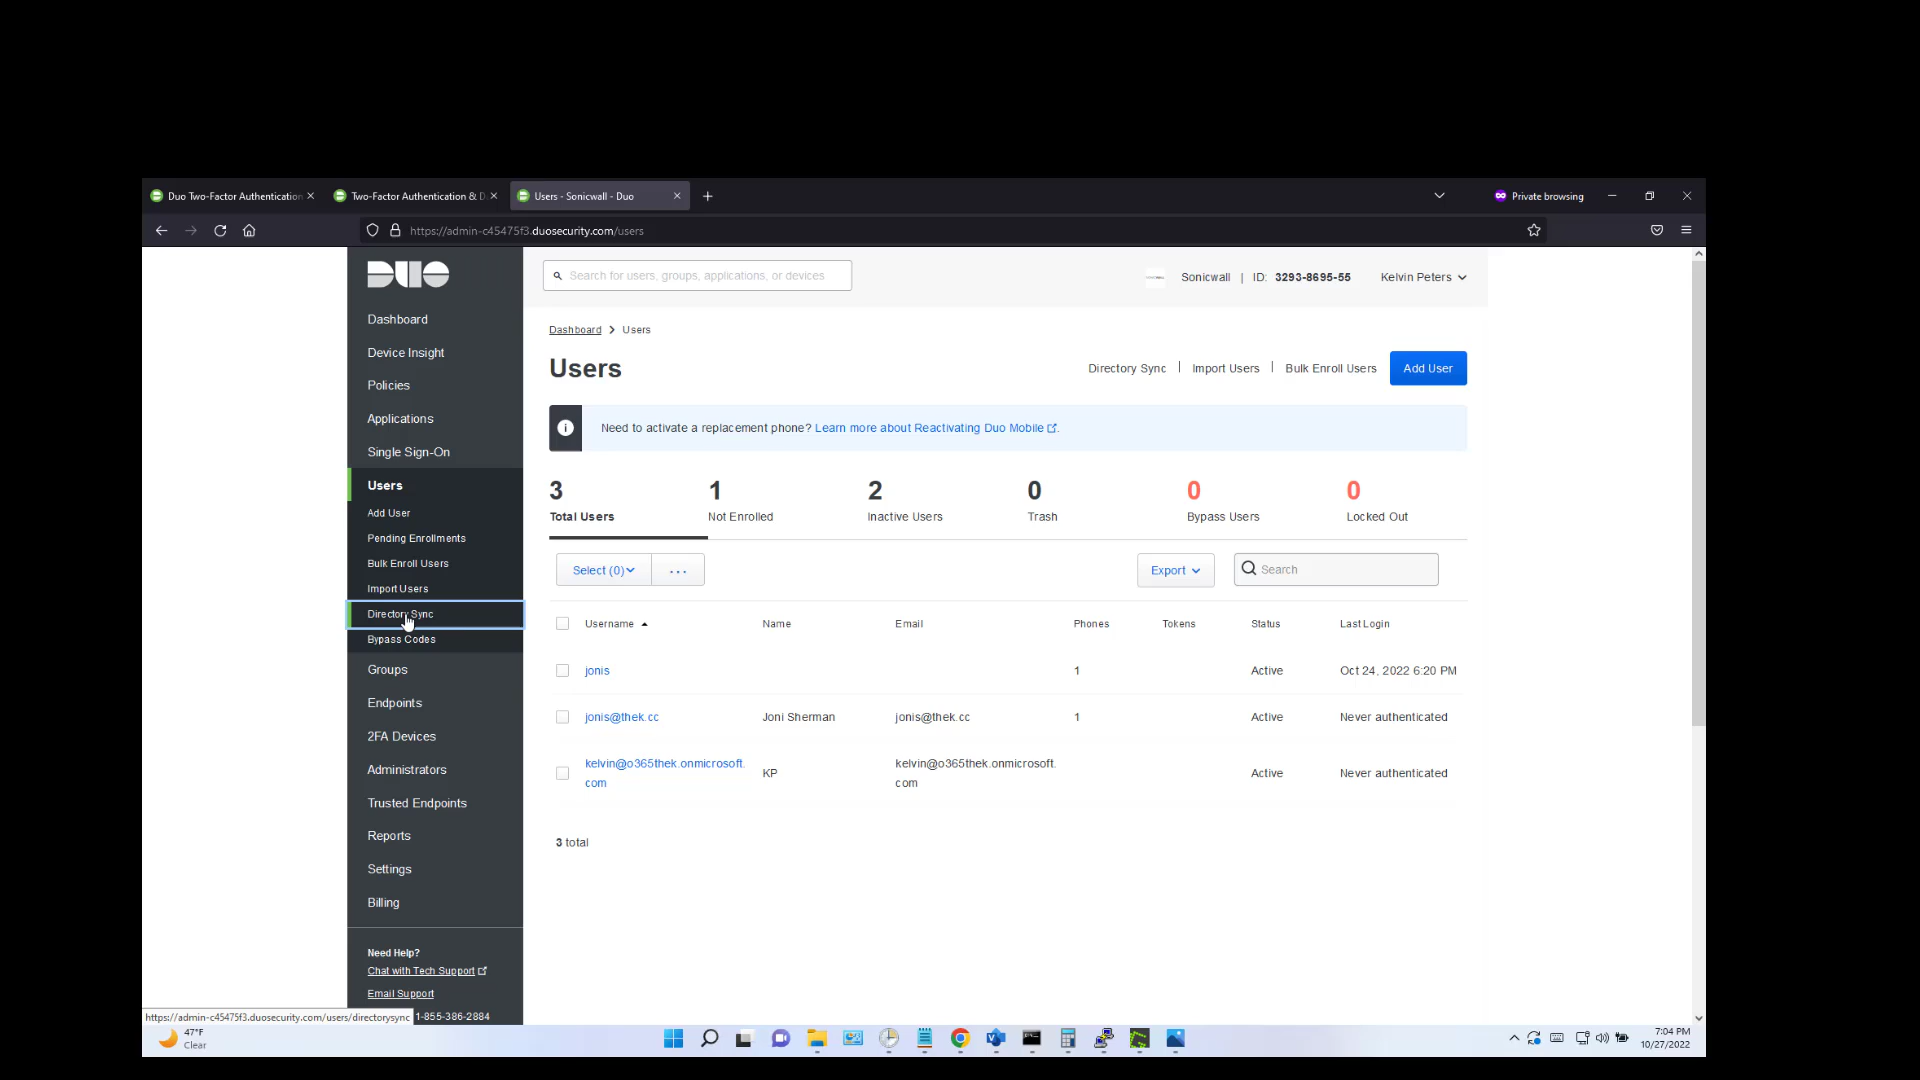 Duo Two-Factor Authentication
Two-Factor Authentication & D
Users - Sonicwall - Duo
Private browsing
https://admin-c45475f3.duosecurity.com/users
DUO
Search for users, groups, applications, or devices
Sonicwall | ID: 3293-8695-55
Kelvin Peters
Dashboard
Device Insight
Policies
Applications
Single Sign-On
Users
Add User
Pending Enrollments
Bulk Enroll Users
Import Users
Directory Sync
Bypass Codes
Groups
Endpoints
2FA Devices
Administrators
Trusted Endpoints
Reports
Settings
Billing
Need Help?
Chat with Tech Support
Email Support
1-855-386-2884
https://admin-c45475f3.duosecurity.com/users/directorysync
Dashboard > Users
Users
Directory Sync | Import Users | Bulk Enroll Users
Add User
Need to activate a replacement phone? Learn more about Reactivating Duo Mobile.
3 1 2 0 0 0
Total Users Not Enrolled Inactive Users Trash Bypass Users Locked Out
Select (0) ...
Export
Search
Username Name Email Phones Tokens Status Last Login
jonis 1 Active Oct 24, 2022 6:20 PM
jonis@thek.cc Joni Sherman jonis@thek.cc 1 Active Never authenticated
kelvin@o365thek.onmicrosoft.com KP kelvin@o365thek.onmicrosoft.com Active Never authenticated
3 total
47°F
Clear
7:04 PM
10/27/2022